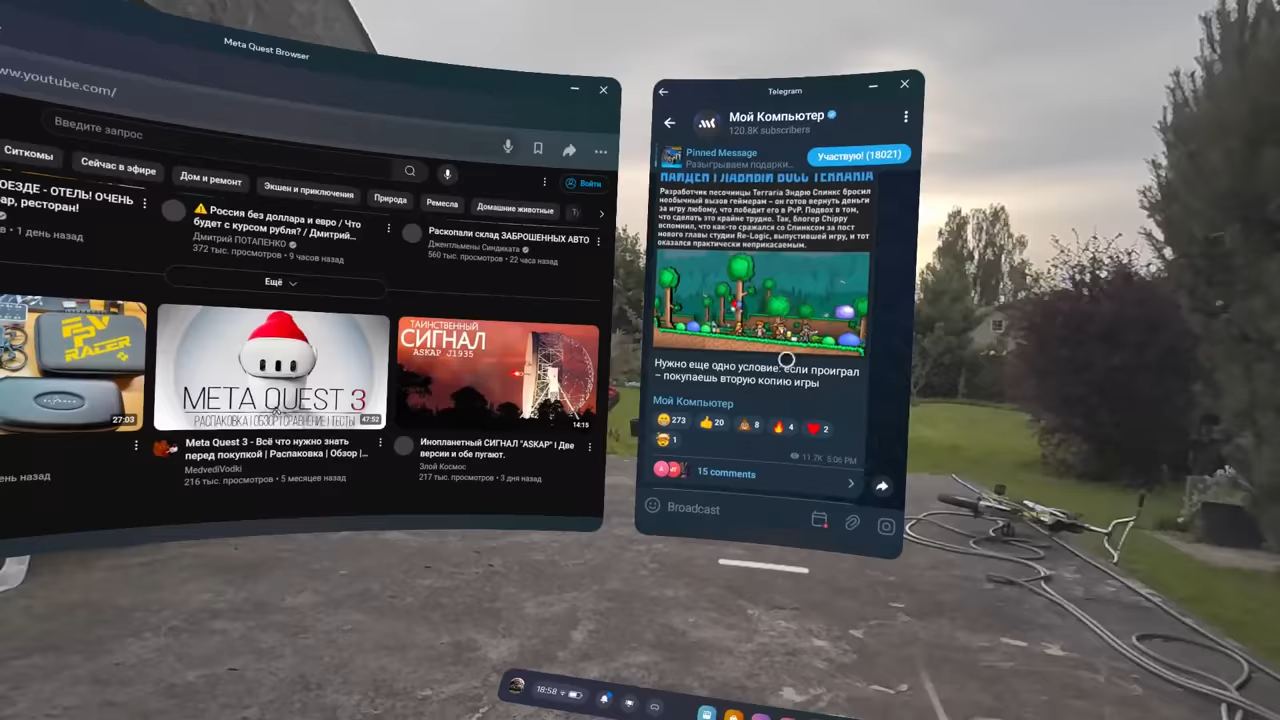 Meta Quest Browser
ww.youtube.com/
Введите запрос
Ситкомы
Сейчас в эфире
Дом и ремонт
Экшен и приключения
Природа
Ремесла
Домашние животные
Войти
ОЕЗДЕ - ОТЕЛЬ! ОЧЕНЬ
ар, ресторан!
в • 1 день назад
Россия без доллара и евро / Что
будет с курсом рубля? / Дмитрий...
Дмитрий ПОТАПЕНКО
372 тыс. просмотров • 9 часов назад
Раскопали склад ЗАБРОШЕННЫХ АВТО
Джентльмены Синдиката
560 тыс. просмотров • 22 часа назад
Ещё
FPV
RACER
27:03
ень назад
META QUEST 3
РАСПАКОВКА | ОБЗОР | СРАВНЕНИЕ | ТЕСТЫ
47:52
Meta Quest 3 - Всё что нужно знать
перед покупкой | Распаковка | Обзор |...
MedvediVodki
216 тыс. просмотров • 5 месяцев назад
ТАИНСТВЕННЫЙ
СИГНАЛ
ASKAP J1935
14:15
Инопланетный СИГНАЛ "ASKAP" I Две
версии и обе пугают.
Злой Космос
217 тыс. просмотров • 3 дня назад
Telegram
Мой Компьютер
120.8K subscribers
Pinned Message
Разыгрываем подарки...
Участвую! (18021)
НАЙДЕН ГЛАВНЫЙ БОСС TERRARIA
Разработчик песочницы Terraria Эндрю Спинкс бросил
необычный вызов геймерам – он готов вернуть деньги
за игру любому, что победит его в PvP. Подвох в том,
что сделать это крайне трудно. Так, блогер Chippy
вспомнил, что как-то сражался со Спинксом за пост
нового главы студии Re-Logic, выпустившей игру, и тот
оказался практически неприкасаемым.
Нужно еще одно условие: если проиграл
– покупаешь вторую копию игры
Мой Компьютер
273
20
8
4
2
1
11.7K 5:06 PM
15 comments
Broadcast
18:58